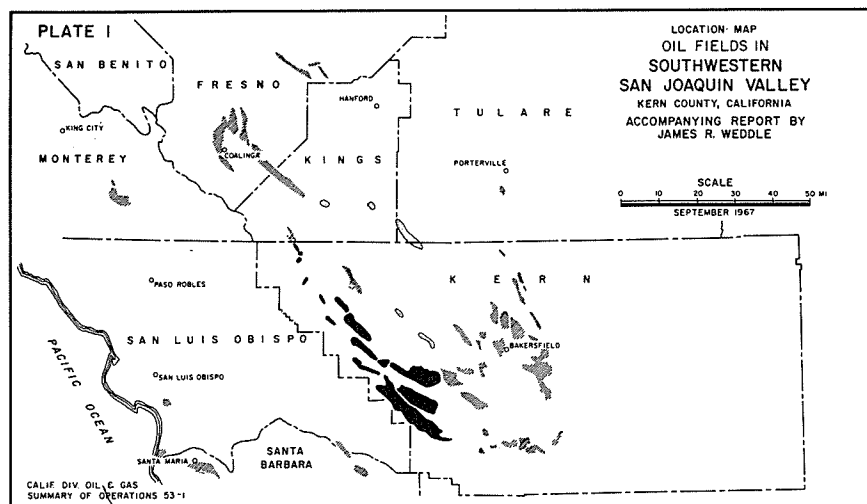 PLATE I
LOCATION MAP
OIL FIELDS IN
SOUTHWESTERN
SAN JOAQUIN VALLEY
KERN COUNTY, CALIFORNIA
ACCOMPANYING REPORT BY
JAMES R. WEDDLE
SAN BENITO
FRESNO
HANFORD
TULARE
KING CITY
COALINGA
MONTEREY
KINGS
PORTERVILLE
SCALE
0 10 20 30 40 50 MI
SEPTEMBER 1967
PASO ROBLES
KERN
SAN LUIS OBISPO
BAKERSFIELD
PACIFIC OCEAN
SAN LUIS OBISPO
SANTA MARIA
SANTA
BARBARA
CALIF. DIV. OIL & GAS
SUMMARY OF OPERATIONS 53-1